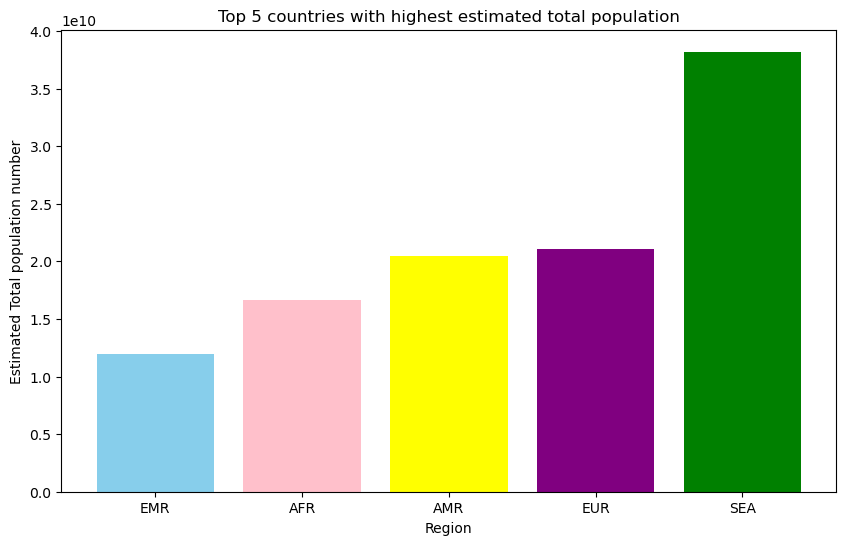 Top 5 countries with highest estimated total population
1e10
Estimated Total population number
4.0
3.5
3.0
2.5
2.0
1.5
1.0
0.5
0.0
EMR AFR AMR EUR SEA
Region